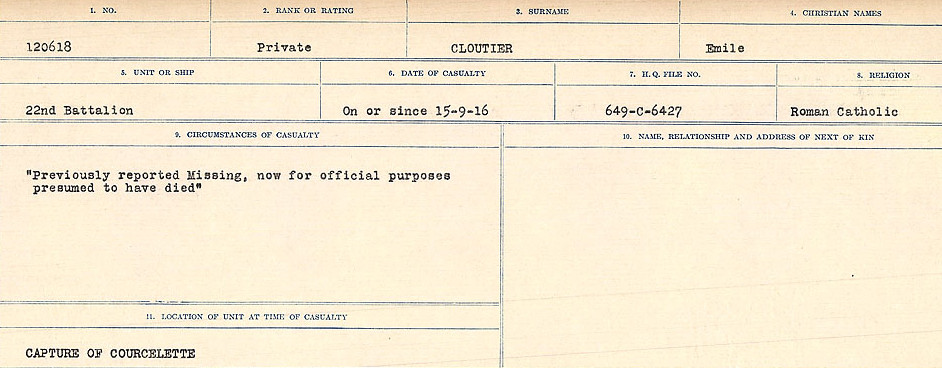 1. NO.
2. RANK OR RATING
3. SURNAME
4. CHRISTIAN NAMES
120618
Private
CLOUTIER
Emile
5. UNIT OR SHIP
6. DATE OF CASUALTY
7. H.Q. FILE NO.
8. RELIGION
22nd Battalion
On or since 15-9-16
649-C-6427
Roman Catholic
9. CIRCUMSTANCES OF CASUALTY
"Previously reported Missing, now for official purposes
presumed to have died"
10. NAME, RELATIONSHIP AND ADDRESS OF NEXT OF KIN
11. LOCATION OF UNIT AT TIME OF CASUALTY
CAPTURE OF COURCELETTE